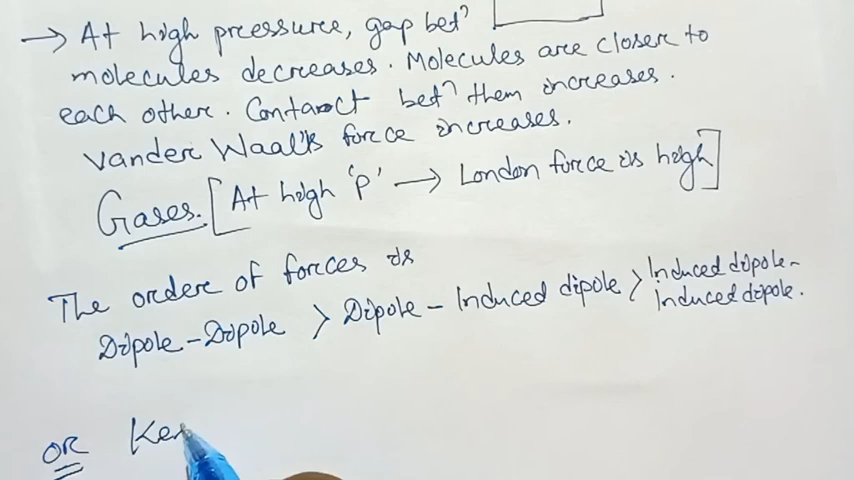 → At high pressure, gap betⁿ
molecules decreases. Molecules are closer to
each other. Contact betⁿ them increases.
Vander Waal's force increases.
Gases. [At high 'P' → London force is high]
The order of forces is
Dipole-Dipole > Dipole - Induced dipole > Induced dipole-
Induced dipole.
OR Ke